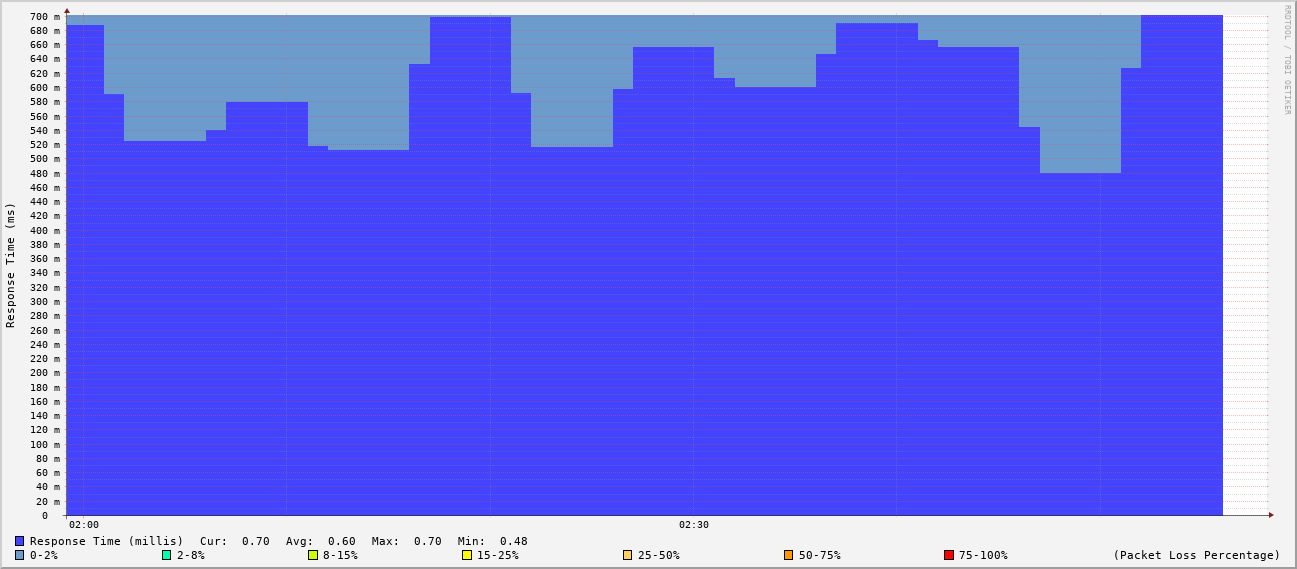 700 m
680 m
660 m
640 m
620 m
600 m
580 m
560 m
540 m
520 m
500 m
480 m
460 m
440 m
420 m
400 m
380 m
360 m
340 m
320 m
300 m
280 m
260 m
240 m
220 m
200 m
180 m
160 m
140 m
120 m
100 m
80 m
60 m
40 m
20 m
0
Response Time (ms)
RRDTOOL / TOBI OETIKER
02:00 02:30
Response Time (millis) Cur: 0.70 Avg: 0.60 Max: 0.70 Min: 0.48
0-2% 2-8% 8-15% 15-25% 25-50% 50-75% 75-100% (Packet Loss Percentage)